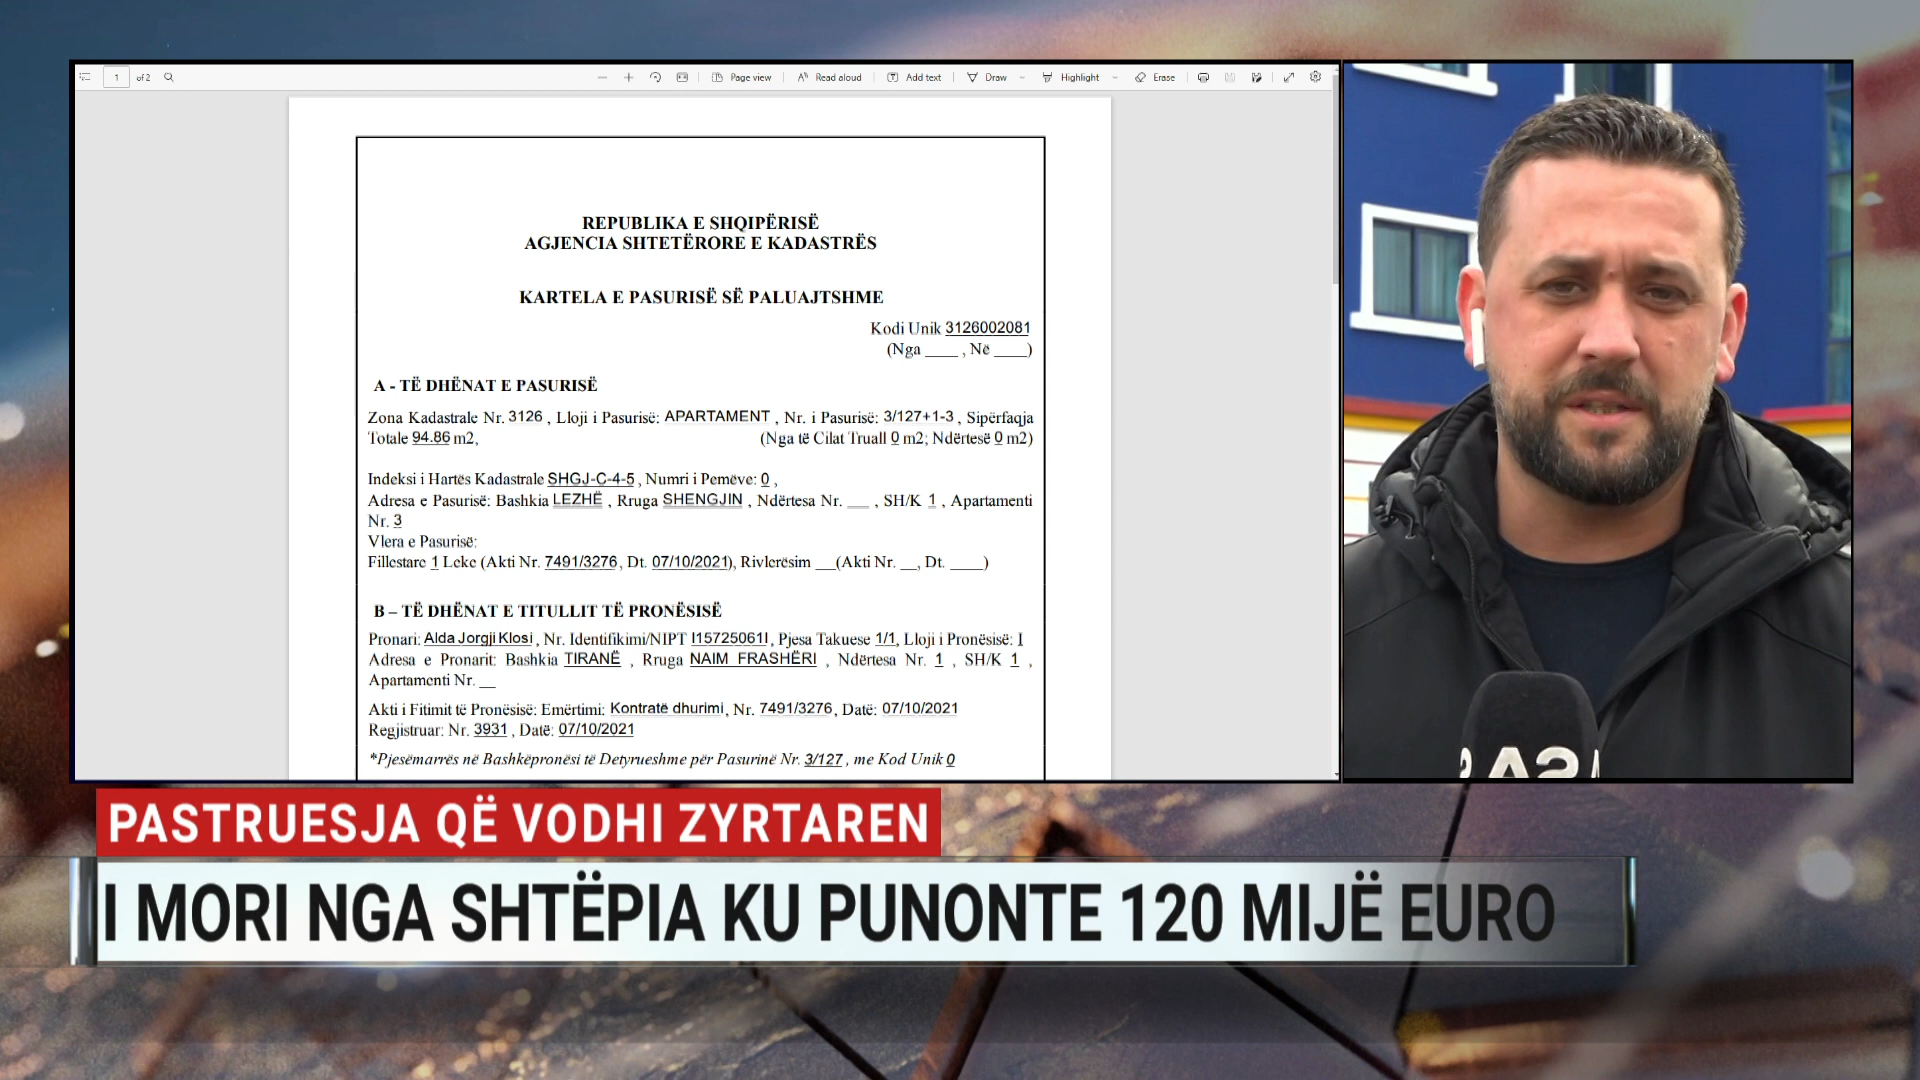 1 of 2 Page view Read aloud Add text Draw Highlight Erase
REPUBLIKA E SHQIPËRISË
AGJENCIA SHTETËRORE E KADASTRËS
KARTELA E PASURISË SË PALUAJTSHME
Kodi Unik 3126002081
(Nga ____ , Në ____)
A - TË DHËNAT E PASURISË
Zona Kadastrale Nr. 3126 , Lloji i Pasurisë: APARTAMENT , Nr. i Pasurisë: 3/127+1-3 , Sipërfaqja
Totale 94.86 m2, (Nga të Cilat Truall 0 m2; Ndërtesë 0 m2)
Indeksi i Hartës Kadastrale SHGJ-C-4-5 , Numri i Pemëve: 0 ,
Adresa e Pasurisë: Bashkia LEZHË , Rruga SHENGJIN , Ndërtesa Nr. ___ , SH/K 1 , Apartamenti
Nr. 3
Vlera e Pasurisë:
Fillestare 1 Leke (Akti Nr. 7491/3276 , Dt. 07/10/2021), Rivlerësim __(Akti Nr. __, Dt. ____)
B – TË DHËNAT E TITULLIT TË PRONËSISË
Pronari: Alda Jorgji Klosi , Nr. Identifikimi/NIPT I15725061I , Pjesa Takuese 1/1, Lloji i Pronësisë: I
Adresa e Pronarit: Bashkia TIRANË , Rruga NAIM FRASHËRI , Ndërtesa Nr. 1 , SH/K 1 ,
Apartamenti Nr. __
Akti i Fitimit të Pronësisë: Emërtimi: Kontratë dhurimi , Nr. 7491/3276 , Datë: 07/10/2021
Regjistruar: Nr. 3931 , Datë: 07/10/2021
*Pjesëmarrës në Bashkëpronësi të Detyrueshme për Pasurinë Nr. 3/127 , me Kod Unik 0
PASTRUESJA QË VODHI ZYRTAREN
I MORI NGA SHTËPIA KU PUNONTE 120 MIJË EURO